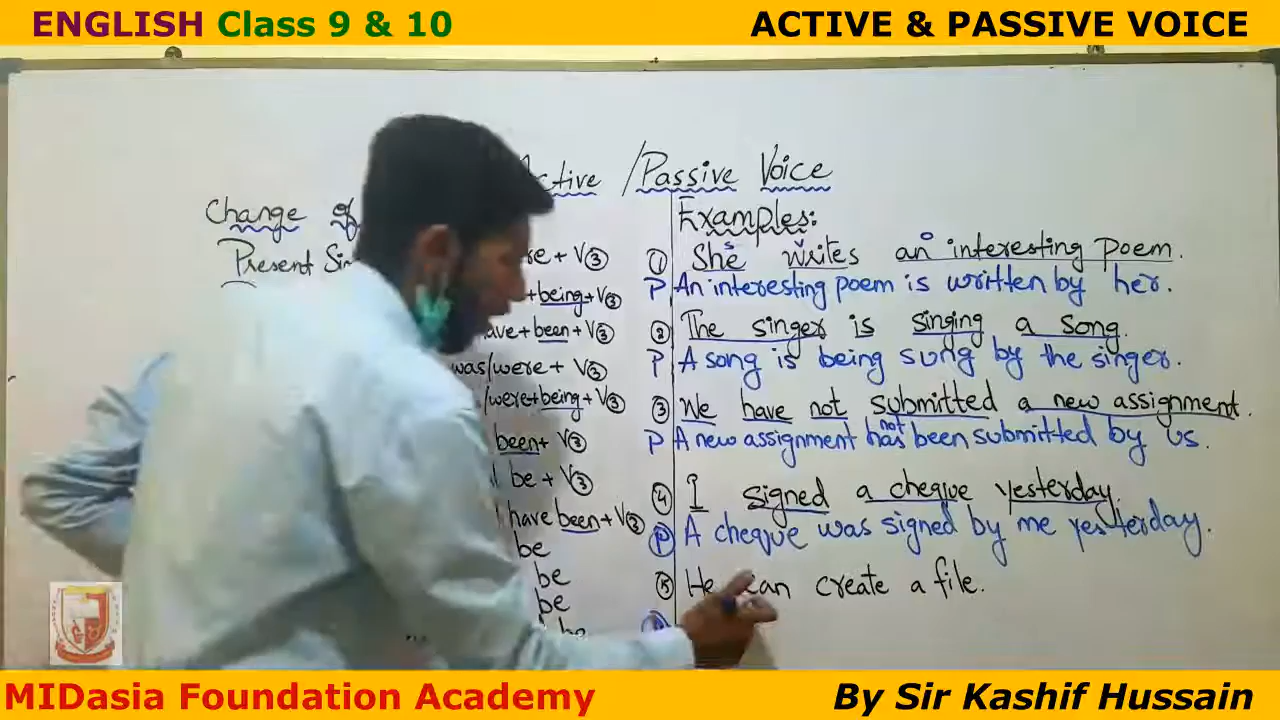 ENGLISH Class 9 & 10
ACTIVE & PASSIVE VOICE
Active / Passive Voice
Change of
Present Sim
re + V③
+ being + V③
have + been + V③
was/were + V③
/were + being + V③
been + V③
be + V③
have been + V③
be
be
be
be
Examples:
① She writes an interesting poem.
S V O
P An interesting poem is written by her.
② The singer is singing a song.
P A song is being sung by the singer.
③ We have not submitted a new assignment.
P A new assignment has not been submitted by us.
④ I signed a cheque yesterday.
P A cheque was signed by me yesterday.
⑤ He can create a file.
MIDasia Foundation Academy
By Sir Kashif Hussain